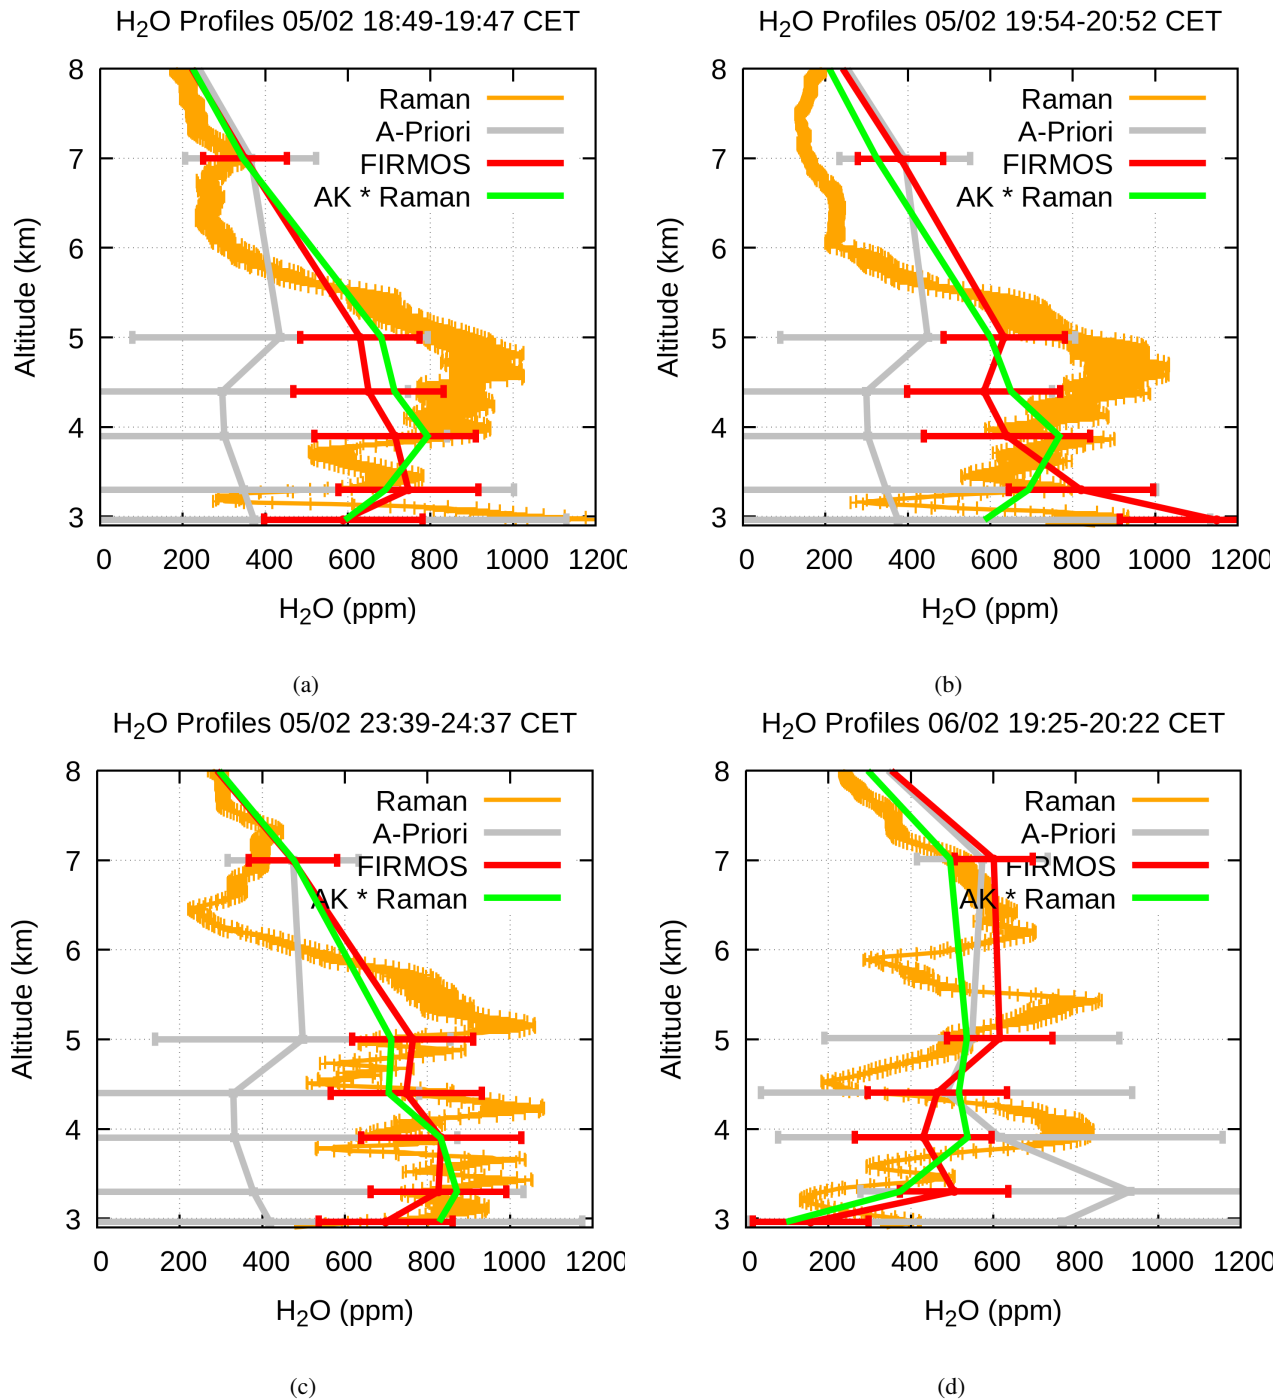 H2O Profiles 05/02 18:49-19:47 CET
8
7
6
5
4
3
Altitude (km)
Raman
A-Priori
FIRMOS
AK * Raman
0 200 400 600 800 1000 1200
H2O (ppm)
(a)
H2O Profiles 05/02 19:54-20:52 CET
8
7
6
5
4
3
Altitude (km)
Raman
A-Priori
FIRMOS
AK * Raman
0 200 400 600 800 1000 1200
H2O (ppm)
(b)
H2O Profiles 05/02 23:39-24:37 CET
8
7
6
5
4
3
Altitude (km)
Raman
A-Priori
FIRMOS
AK * Raman
0 200 400 600 800 1000 1200
H2O (ppm)
(c)
H2O Profiles 06/02 19:25-20:22 CET
8
7
6
5
4
3
Altitude (km)
Raman
A-Priori
FIRMOS
AK * Raman
0 200 400 600 800 1000 1200
H2O (ppm)
(d)